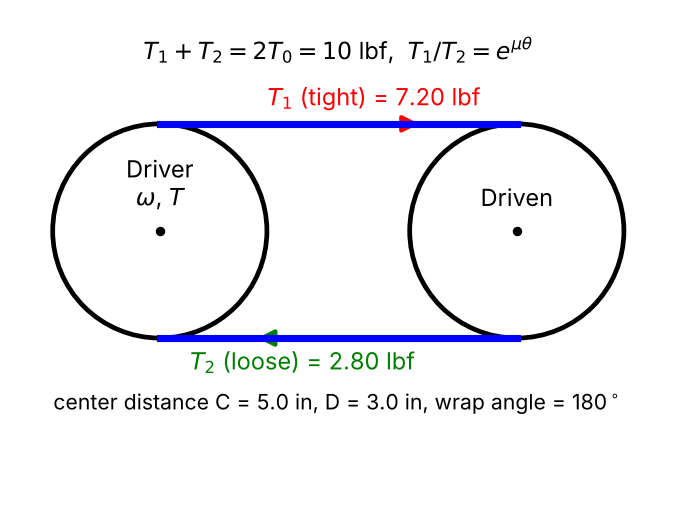 T₁ + T₂ = 2T₀ = 10 lbf, T₁/T₂ = e^{μθ}
T₁ (tight) = 7.20 lbf
Driver
ω, T
Driven
T₂ (loose) = 2.80 lbf
center distance C = 5.0 in, D = 3.0 in, wrap angle = 180°